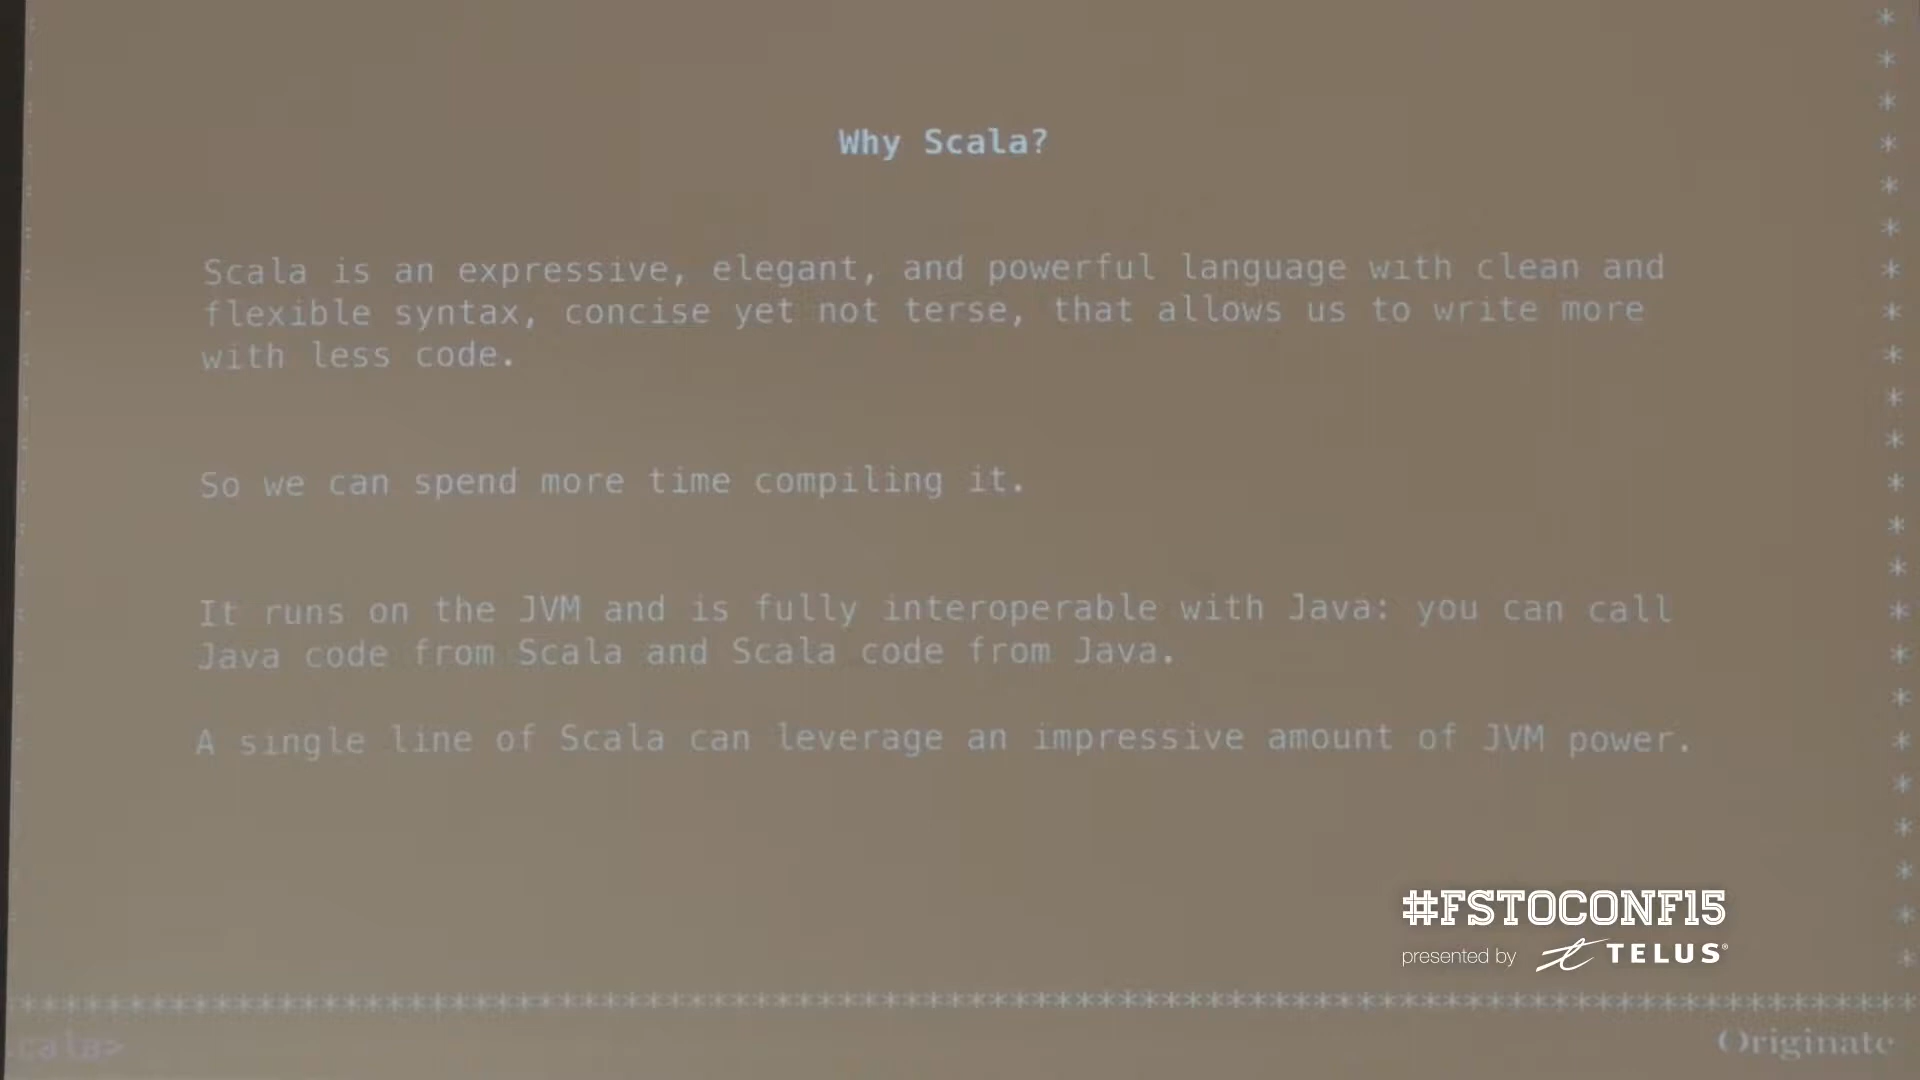 Why Scala?
Scala is an expressive, elegant, and powerful language with clean and
flexible syntax, concise yet not terse, that allows us to write more
with less code.
So we can spend more time compiling it.
It runs on the JVM and is fully interoperable with Java: you can call
Java code from Scala and Scala code from Java.
A single line of Scala can leverage an impressive amount of JVM power.
#FSTOCONF15
presented by TELUS®
cala>
Originate